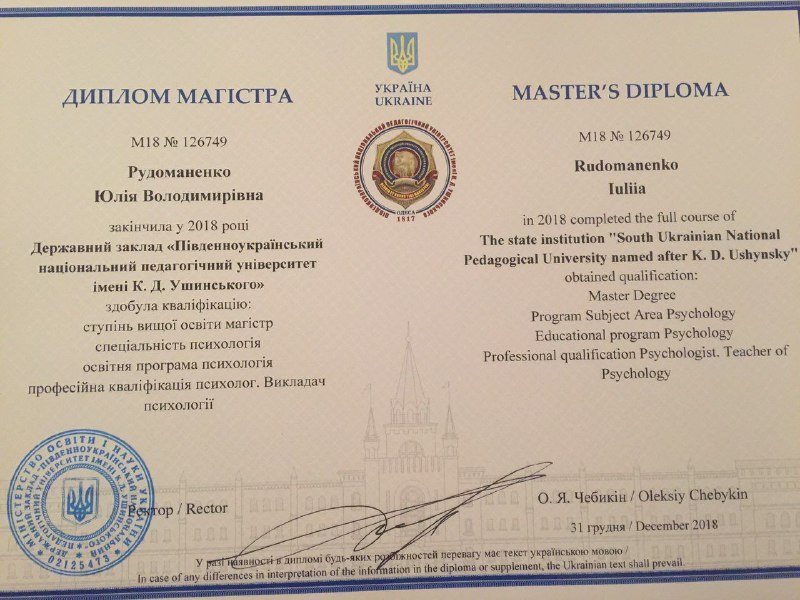 УКРАЇНА
UKRAINE
ДИПЛОМ МАГІСТРА
М18 № 126749
Рудоманенко
Юлія Володимирівна
закінчила у 2018 році
Державний заклад «Південноукраїнський
національний педагогічний університет
імені К. Д. Ушинського»
здобула кваліфікацію:
ступінь вищої освіти магістр
спеціальність психологія
освітня програма психологія
професійна кваліфікація психолог. Викладач
психології
MASTER'S DIPLOMA
M18 № 126749
Rudomanenko
Iuliia
in 2018 completed the full course of
The state institution "South Ukrainian National
Pedagogical University named after K. D. Ushynsky"
obtained qualification:
Master Degree
Program Subject Area Psychology
Educational program Psychology
Professional qualification Psychologist. Teacher of
Psychology
ПІВДЕННОУКРАЇНСЬКИЙ НАЦІОНАЛЬНИЙ ПЕДАГОГІЧНИЙ УНІВЕРСИТЕТ імені К. Д. УШИНСЬКОГО
ОДЕСА
1817
МІНІСТЕРСТВО ОСВІТИ І НАУКИ УКРАЇНИ
02125473
Ректор / Rector
О. Я. Чебикін / Oleksiy Chebykin
31 грудня / December 2018
У разі наявності в дипломі будь-яких розбіжностей перевагу має текст українською мовою /
In case of any differences in interpretation of the information in the diploma or supplement, the Ukrainian text shall prevail.